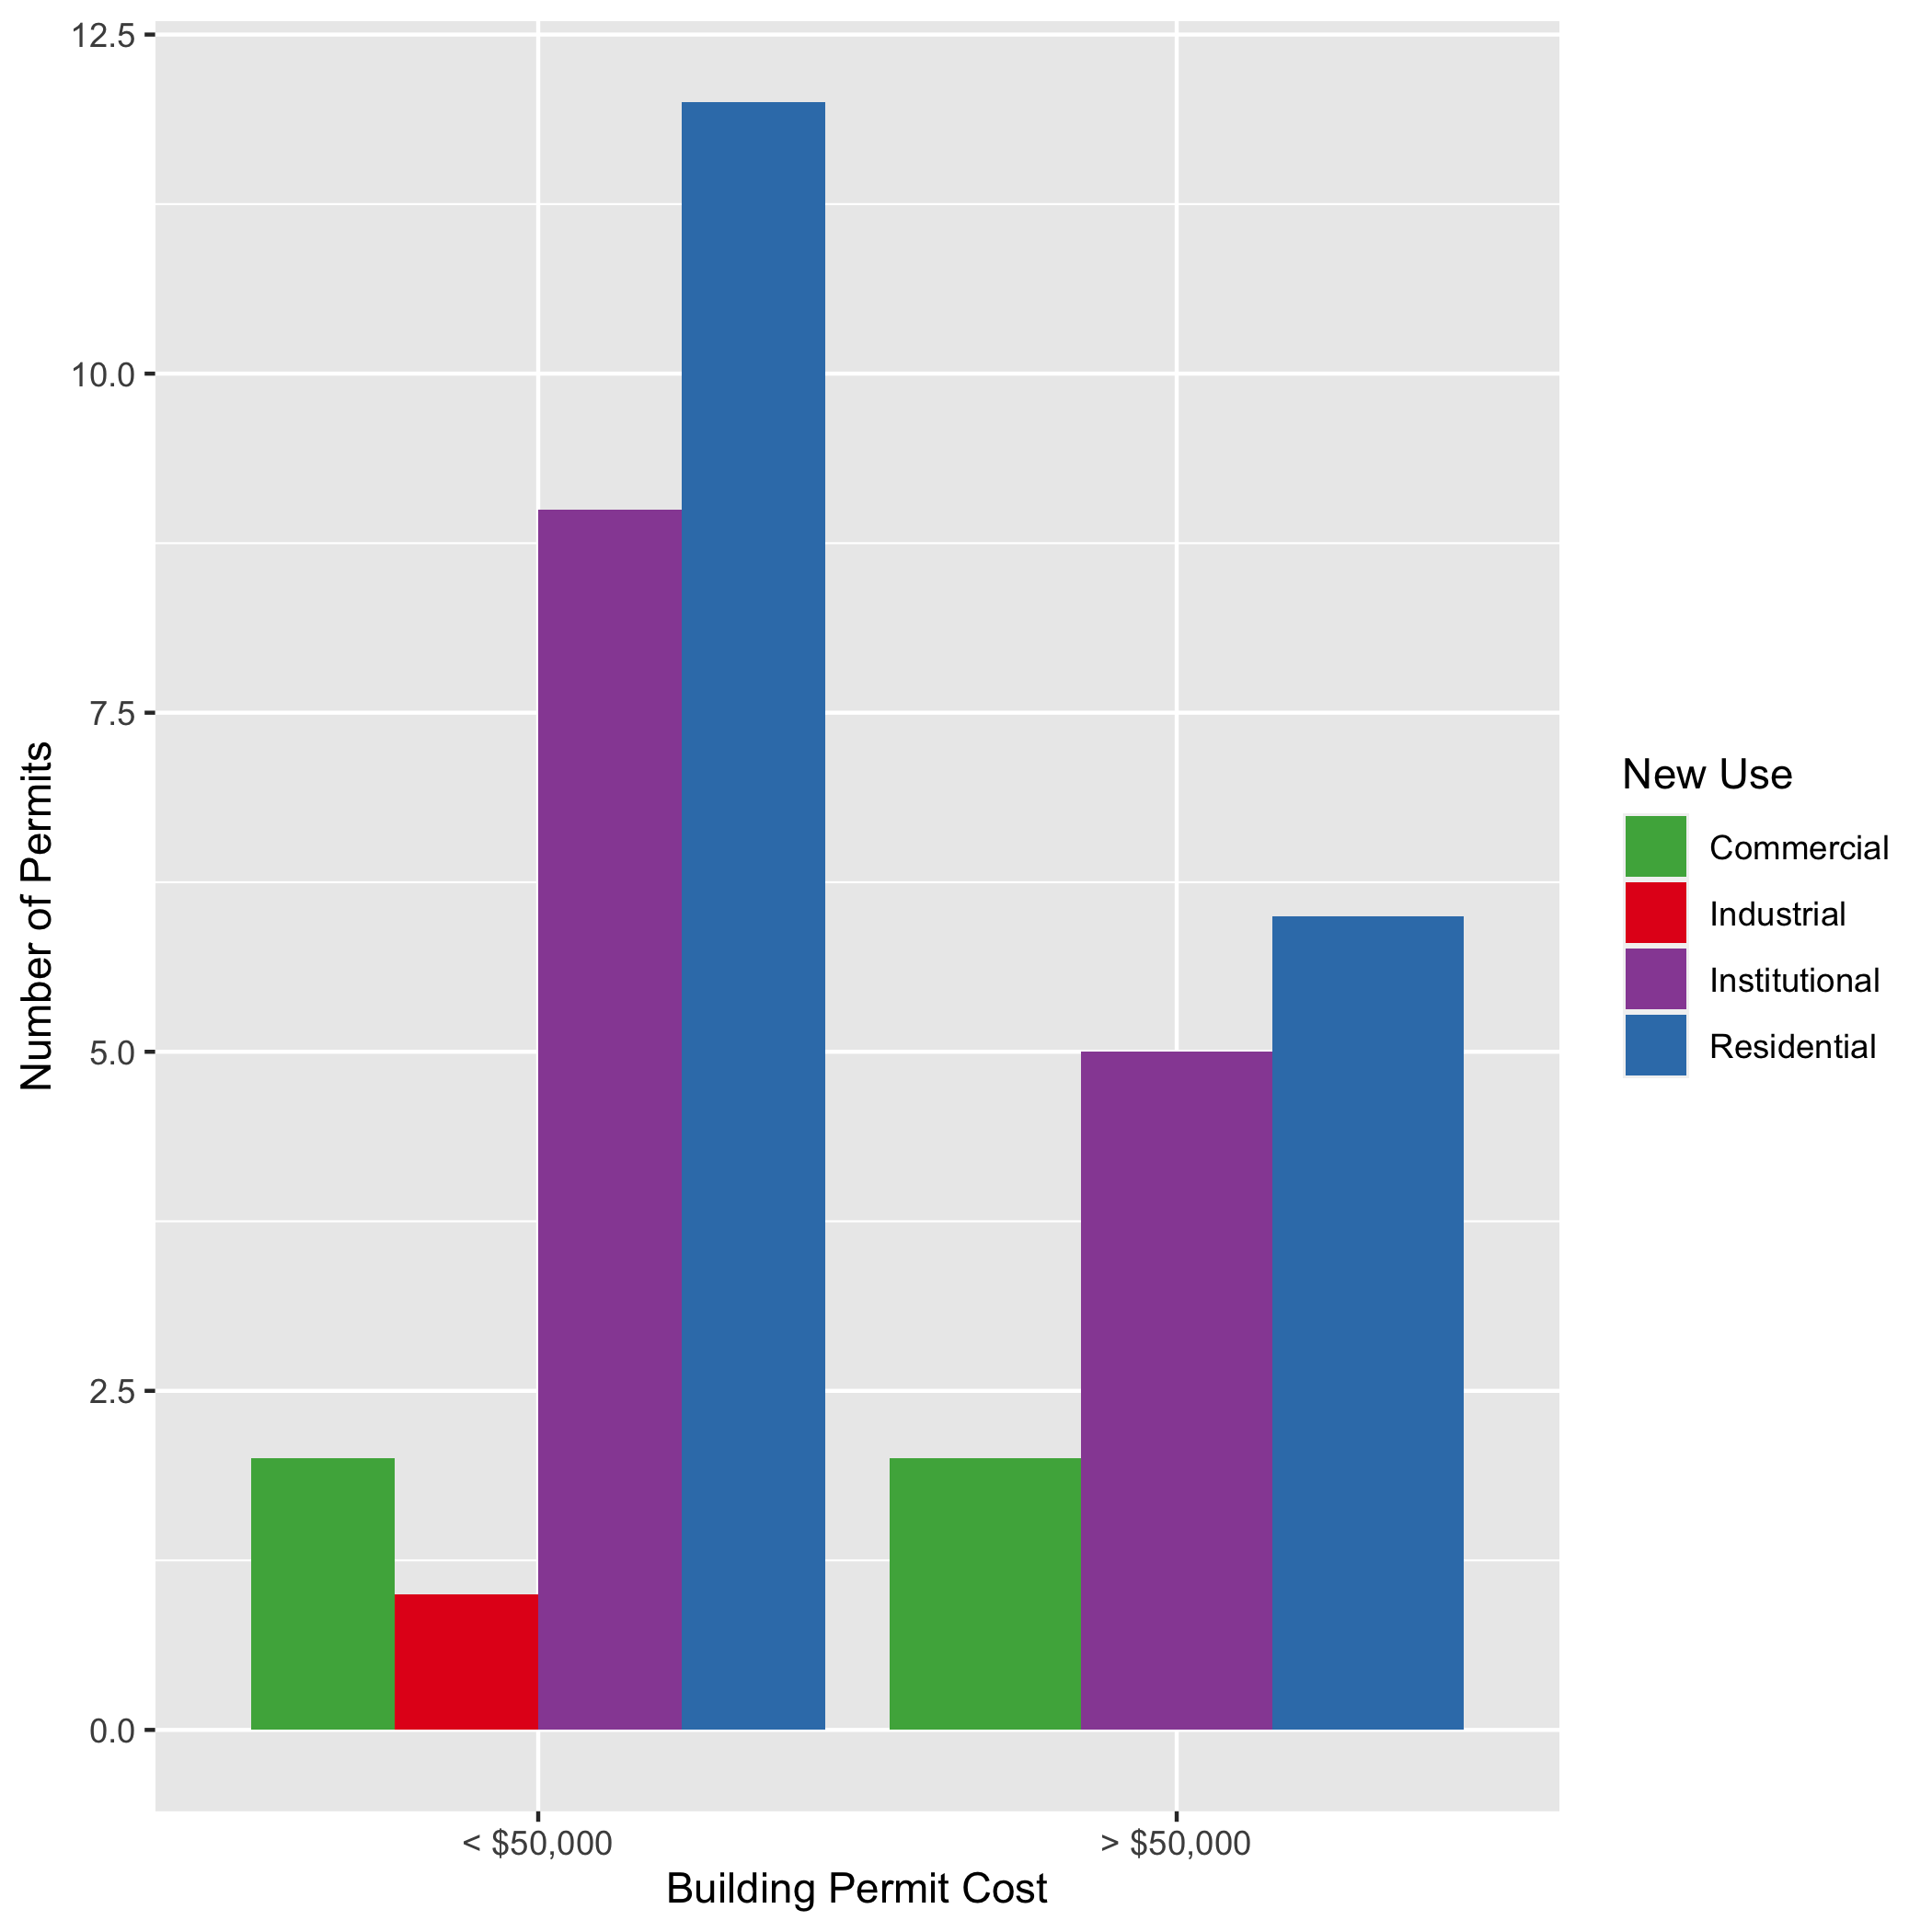 12.5
10.0
7.5
5.0
2.5
0.0
Number of Permits
< $50,000
> $50,000
Building Permit Cost
New Use
Commercial
Industrial
Institutional
Residential